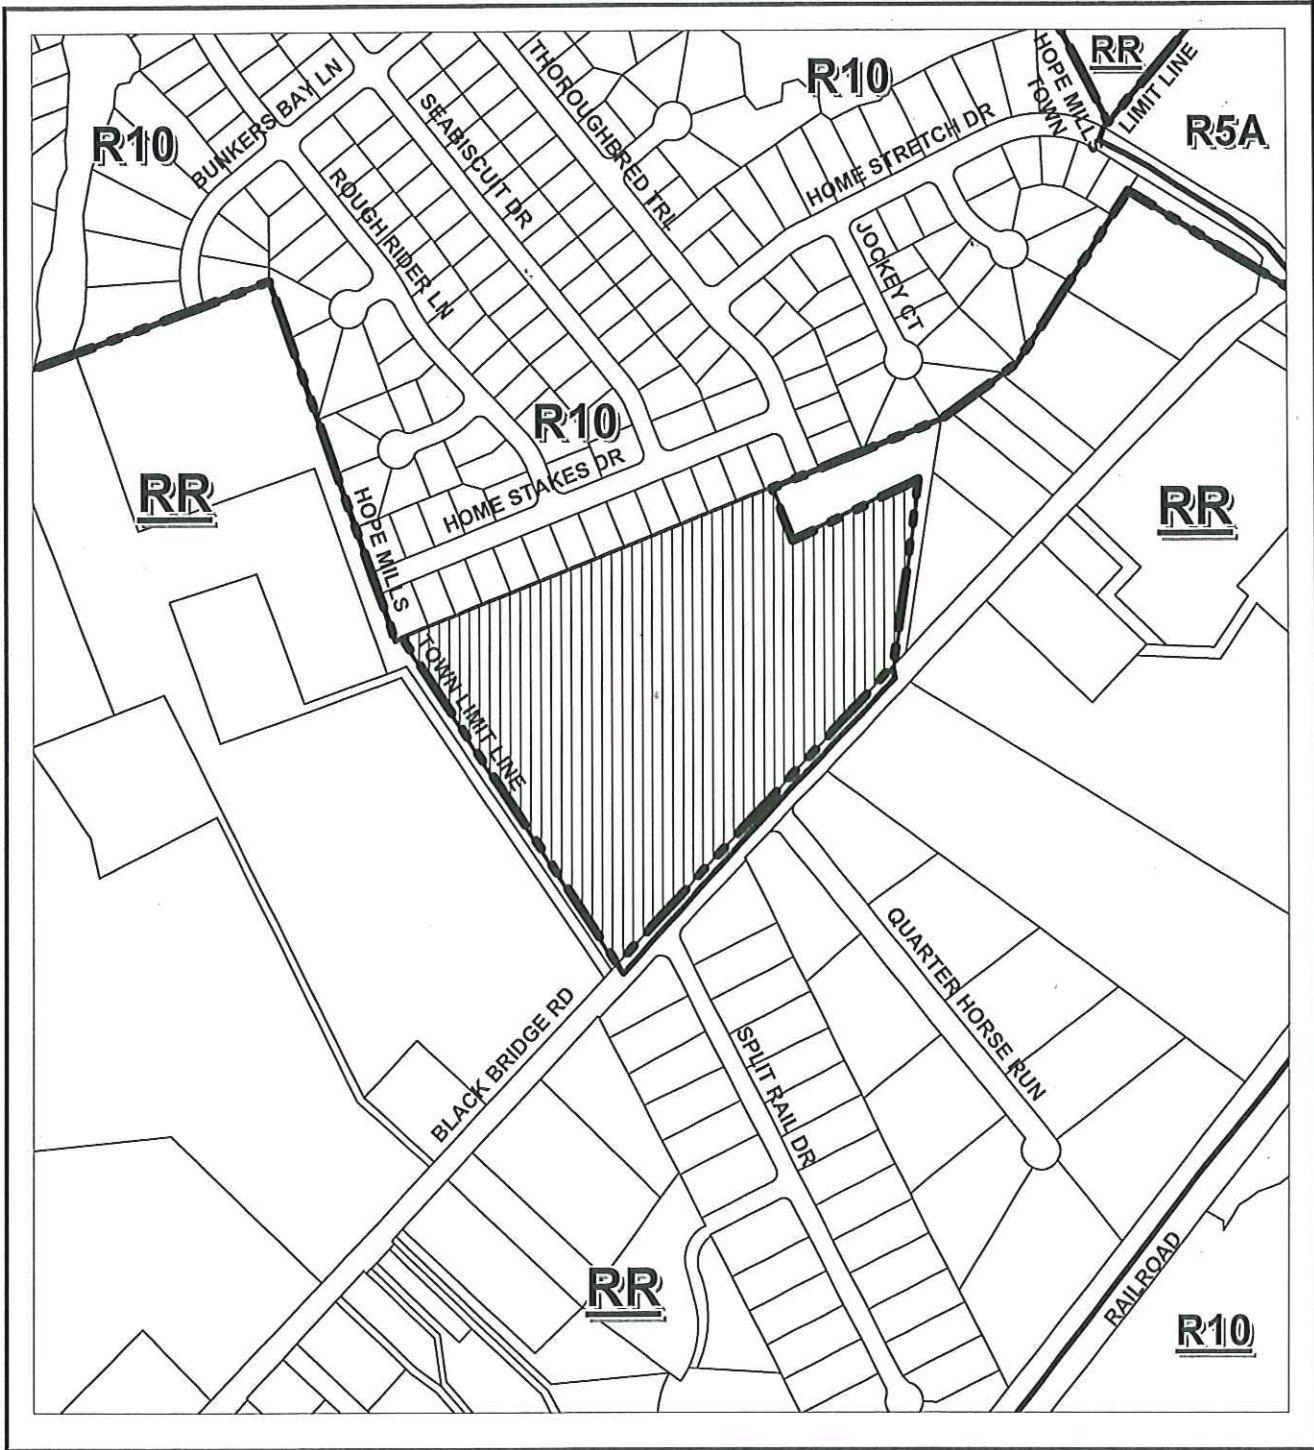 HOPE MILLS
TOWN
LIMIT LINE
RR
R10
R5A
R10
BUNKERS BAY LN
SEABISCUIT DR
THOROUGHBRED TRL
HOME STRETCH DR
ROUGH RIDER LN
JOCKEY CT
R10
HOME STAKES DR
RR
RR
HOPE MILLS
TOWN LIMIT LINE
QUARTER HORSE RUN
BLACK BRIDGE RD
SPLIT RAIL DR
RR
RAILROAD
R10